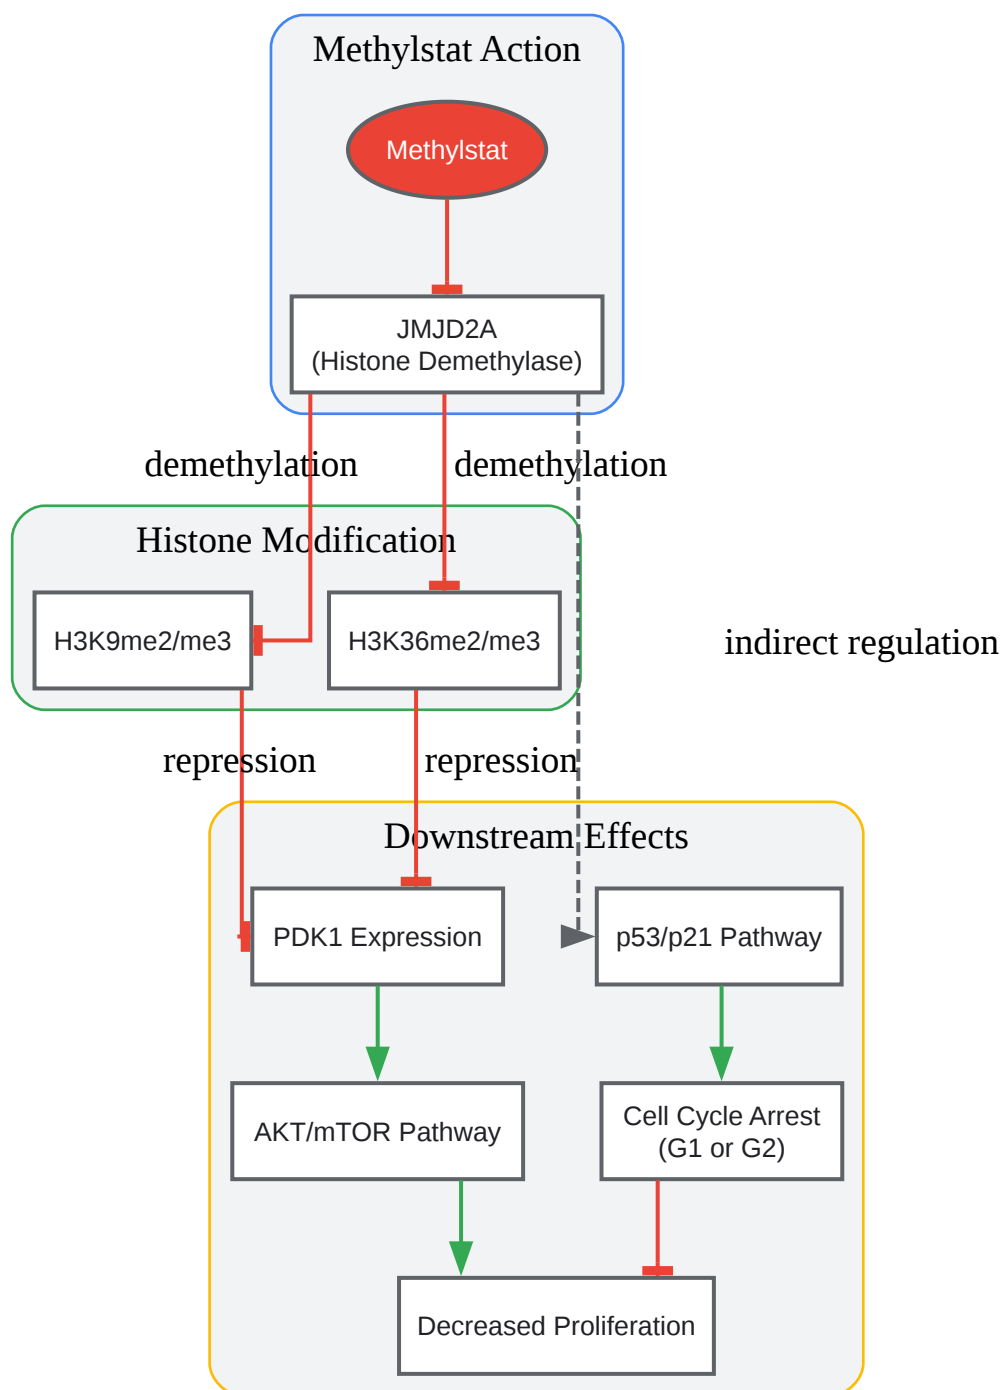 Methylstat Action
Methylstat
JMJD2A
(Histone Demethylase)
demethylation
demethylation
Histone Modification
H3K9me2/me3
H3K36me2/me3
indirect regulation
repression
repression
Downstream Effects
PDK1 Expression
p53/p21 Pathway
AKT/mTOR Pathway
Cell Cycle Arrest
(G1 or G2)
Decreased Proliferation